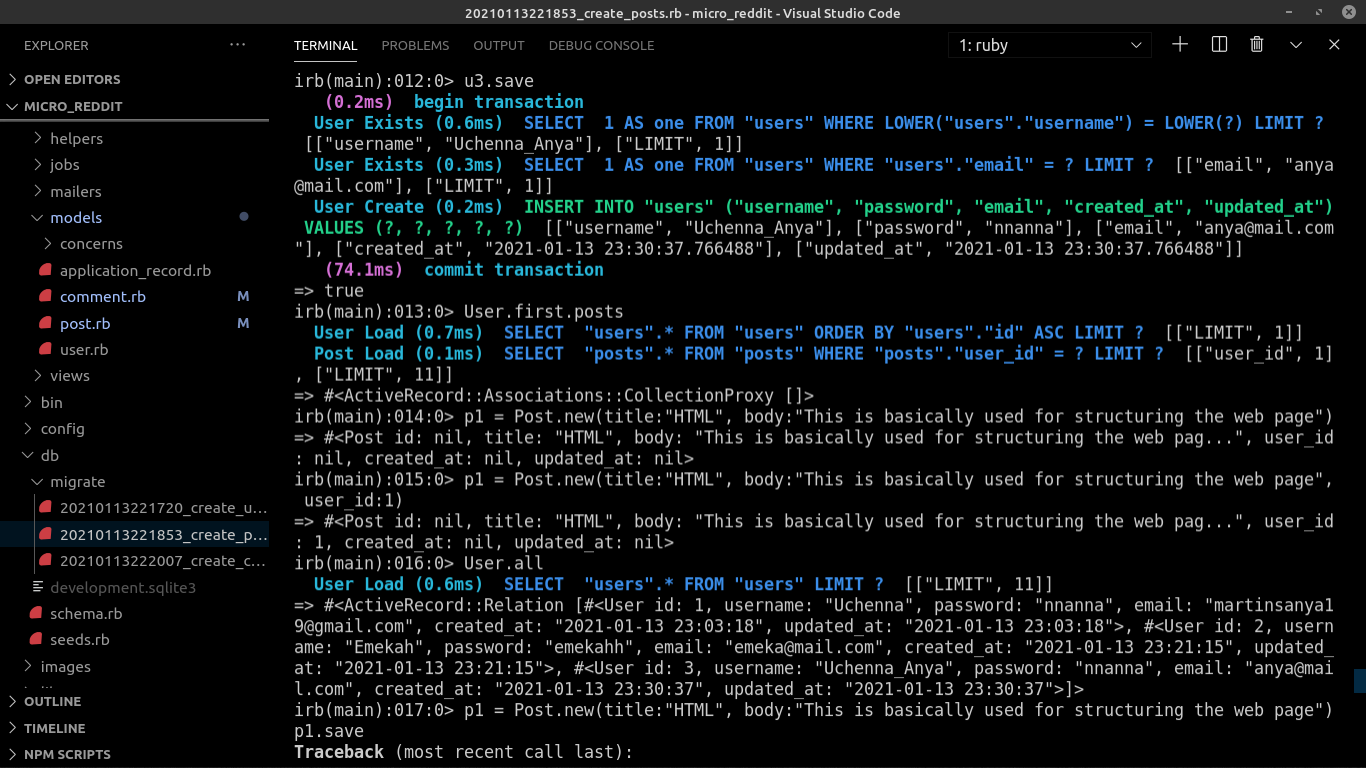 20210113221853_create_posts.rb - micro_reddit - Visual Studio Code
EXPLORER
OPEN EDITORS
MICRO_REDDIT
helpers
jobs
mailers
models
concerns
application_record.rb
comment.rb M
post.rb M
user.rb
views
bin
config
db
migrate
20210113221720_create_u...
20210113221853_create_p...
20210113222007_create_c...
development.sqlite3
schema.rb
seeds.rb
images
OUTLINE
TIMELINE
NPM SCRIPTS
TERMINAL PROBLEMS OUTPUT DEBUG CONSOLE 1: ruby
irb(main):012:0> u3.save
(0.2ms) begin transaction
User Exists (0.6ms) SELECT 1 AS one FROM "users" WHERE LOWER("users"."username") = LOWER(?) LIMIT ?
[["username", "Uchenna_Anya"], ["LIMIT", 1]]
User Exists (0.3ms) SELECT 1 AS one FROM "users" WHERE "users"."email" = ? LIMIT ? [["email", "anya
@mail.com"], ["LIMIT", 1]]
User Create (0.2ms) INSERT INTO "users" ("username", "password", "email", "created_at", "updated_at")
VALUES (?, ?, ?, ?, ?) [["username", "Uchenna_Anya"], ["password", "nnanna"], ["email", "anya@mail.com
"], ["created_at", "2021-01-13 23:30:37.766488"], ["updated_at", "2021-01-13 23:30:37.766488"]]
(74.1ms) commit transaction
=> true
irb(main):013:0> User.first.posts
User Load (0.7ms) SELECT "users".* FROM "users" ORDER BY "users"."id" ASC LIMIT ? [["LIMIT", 1]]
Post Load (0.1ms) SELECT "posts".* FROM "posts" WHERE "posts"."user_id" = ? LIMIT ? [["user_id", 1]
, ["LIMIT", 11]]
=> #<ActiveRecord::Associations::CollectionProxy []>
irb(main):014:0> p1 = Post.new(title:"HTML", body:"This is basically used for structuring the web page")
=> #<Post id: nil, title: "HTML", body: "This is basically used for structuring the web pag...", user_id
: nil, created_at: nil, updated_at: nil>
irb(main):015:0> p1 = Post.new(title:"HTML", body:"This is basically used for structuring the web page",
user_id:1)
=> #<Post id: nil, title: "HTML", body: "This is basically used for structuring the web pag...", user_id
: 1, created_at: nil, updated_at: nil>
irb(main):016:0> User.all
User Load (0.6ms) SELECT "users".* FROM "users" LIMIT ? [["LIMIT", 11]]
=> #<ActiveRecord::Relation [#<User id: 1, username: "Uchenna", password: "nnanna", email: "martinsanya1
9@gmail.com", created_at: "2021-01-13 23:03:18", updated_at: "2021-01-13 23:03:18">, #<User id: 2, usern
ame: "Emekah", password: "emekahh", email: "emeka@mail.com", created_at: "2021-01-13 23:21:15", updated_
at: "2021-01-13 23:21:15">, #<User id: 3, username: "Uchenna_Anya", password: "nnanna", email: "anya@mai
l.com", created_at: "2021-01-13 23:30:37", updated_at: "2021-01-13 23:30:37">]>
irb(main):017:0> p1 = Post.new(title:"HTML", body:"This is basically used for structuring the web page")
p1.save
Traceback (most recent call last):